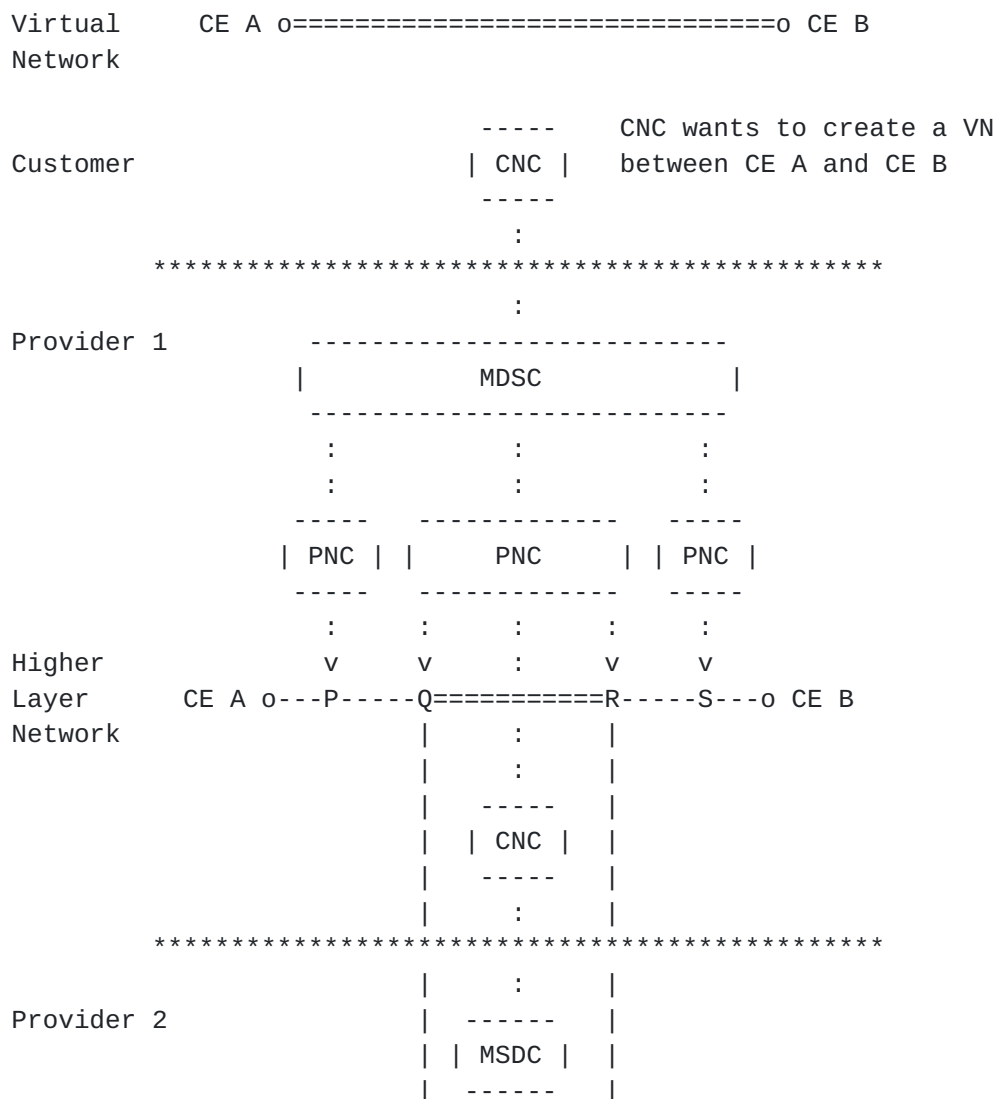 Virtual     CE A o===============================o CE B
Network

                              -----    CNC wants to create a VN
Customer                     | CNC |   between CE A and CE B
                              -----
                                :
         ***********************************************
                                :
Provider 1         ---------------------------
                  |           MDSC            |
                   ---------------------------
                    :           :           :
                    :           :           :
                  -----   -------------   -----
                 | PNC | |     PNC     | | PNC |
                  -----   -------------   -----
                    :     :     :     :     :
Higher              v     v     :     v     v
Layer      CE A o---P-----Q===========R-----S---o CE B
Network                   |     :     |
                          |     :     |
                          |   -----   |
                          |  | CNC |  |
                          |   -----   |
                          |     :     |
         ***********************************************
                          |     :     |
Provider 2                |  ------   |
                          | | MSDC |  |
                          |  ------   |